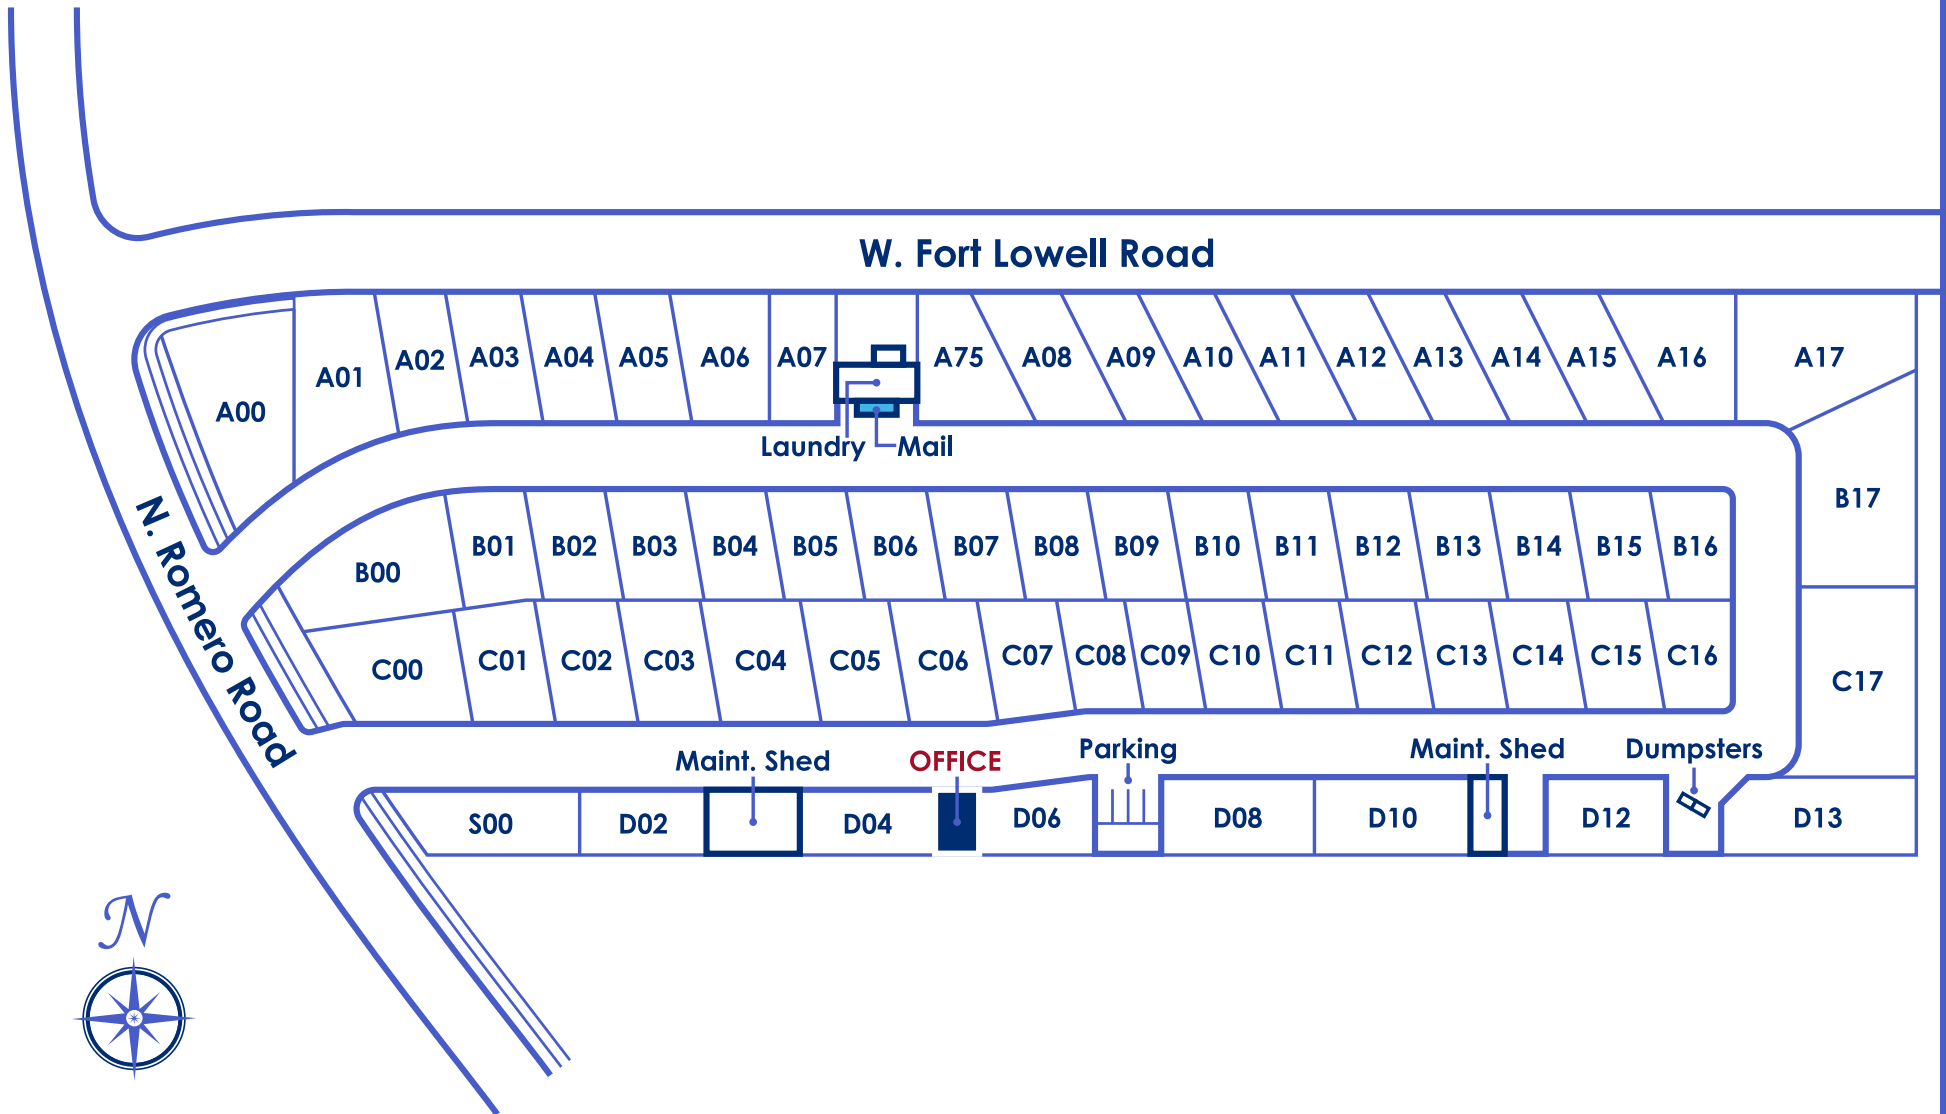 W. Fort Lowell Road
A00
A01
A02
A03
A04
A05
A06
A07
A75
A08
A09
A10
A11
A12
A13
A14
A15
A16
A17
Laundry
Mail
B17
N. Romero Road
B00
B01
B02
B03
B04
B05
B06
B07
B08
B09
B10
B11
B12
B13
B14
B15
B16
C00
C01
C02
C03
C04
C05
C06
C07
C08
C09
C10
C11
C12
C13
C14
C15
C16
C17
Maint. Shed
OFFICE
Parking
Maint. Shed
Dumpsters
S00
D02
D04
D06
D08
D10
D12
D13
N